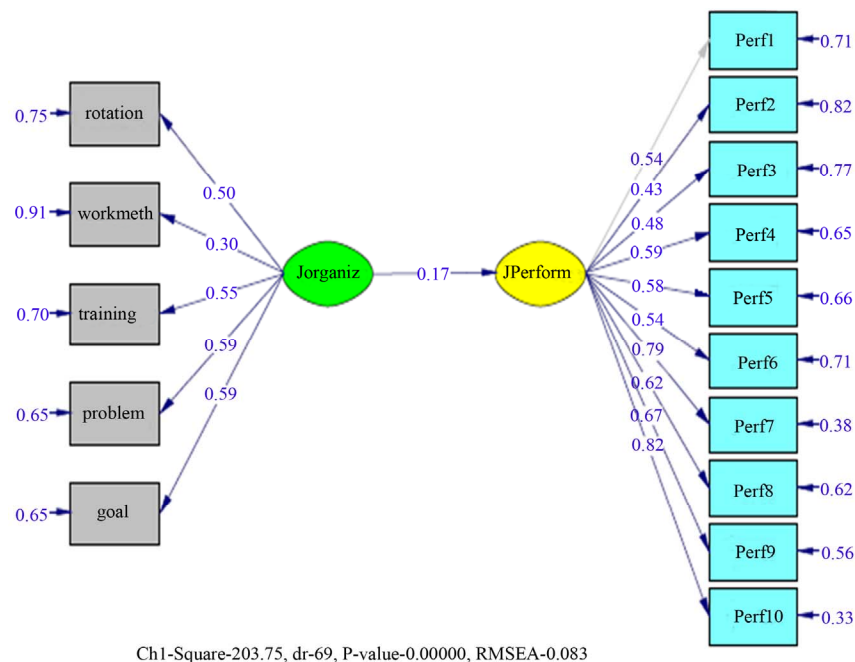 0.75 rotation
0.91 workmeth
0.70 training
0.65 problem
0.65 goal
0.50
0.30
0.55
0.59
0.59
Jorganiz
0.17
JPerform
0.54
0.43
0.48
0.59
0.58
0.54
0.79
0.62
0.67
0.82
Perf1 0.71
Perf2 0.82
Perf3 0.77
Perf4 0.65
Perf5 0.66
Perf6 0.71
Perf7 0.38
Perf8 0.62
Perf9 0.56
Perf10 0.33
Ch1-Square-203.75, dr-69, P-value-0.00000, RMSEA-0.083